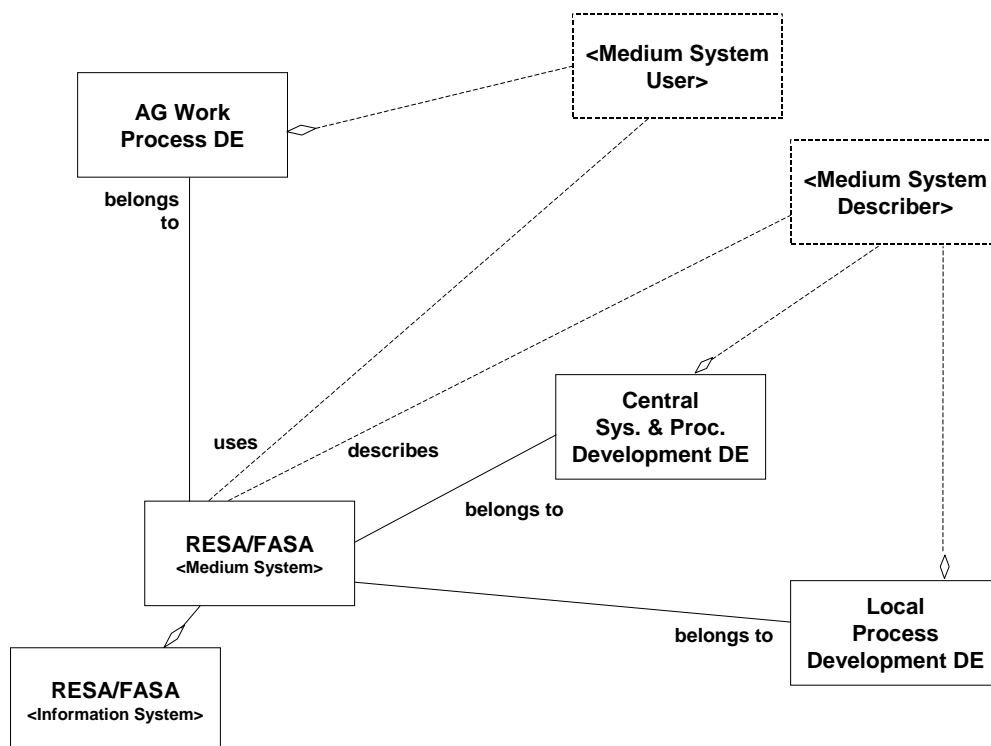 <Medium System
User>
AG Work
Process DE
<Medium System
Describer>
belongs
to
Central
Sys. & Proc.
Development DE
uses
describes
belongs to
RESA/FASA
<Medium System>
Local
Process
Development DE
belongs to
RESA/FASA
<Information System>